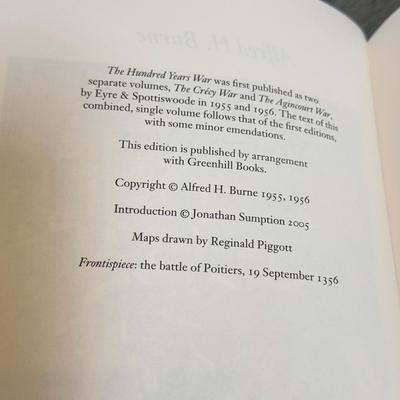 Alfred H. Burne
The Hundred Years War was first published as two
separate volumes, The Crécy War and The Agincourt War,
by Eyre & Spottiswoode in 1955 and 1956. The text of this
combined, single volume follows that of the first editions,
with some minor emendations.
This edition is published by arrangement
with Greenhill Books.
Copyright © Alfred H. Burne 1955, 1956
Introduction © Jonathan Sumption 2005
Maps drawn by Reginald Piggott
Frontispiece: the battle of Poitiers, 19 September 1356